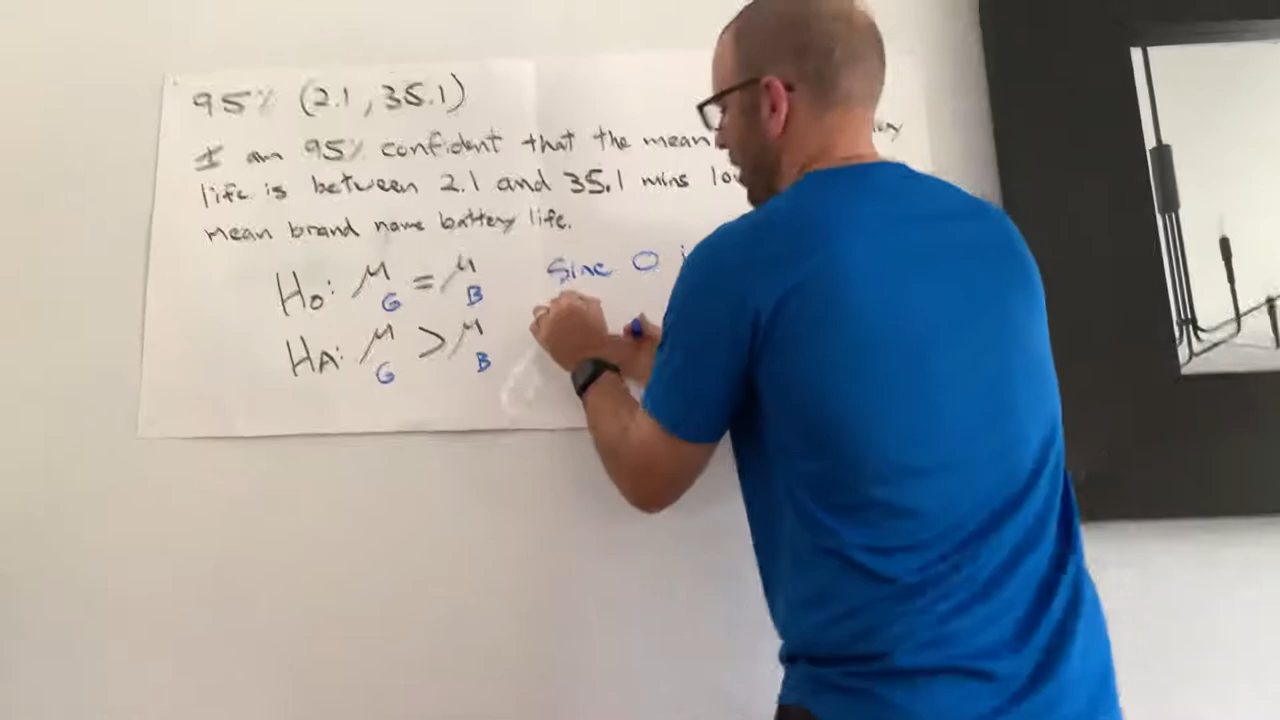 95% (2.1, 35.1)
I am 95% confident that the mean
life is between 2.1 and 35.1 mins
mean brand name battery life.
H0: μG = μB
Sinc 0
HA: μG > μB